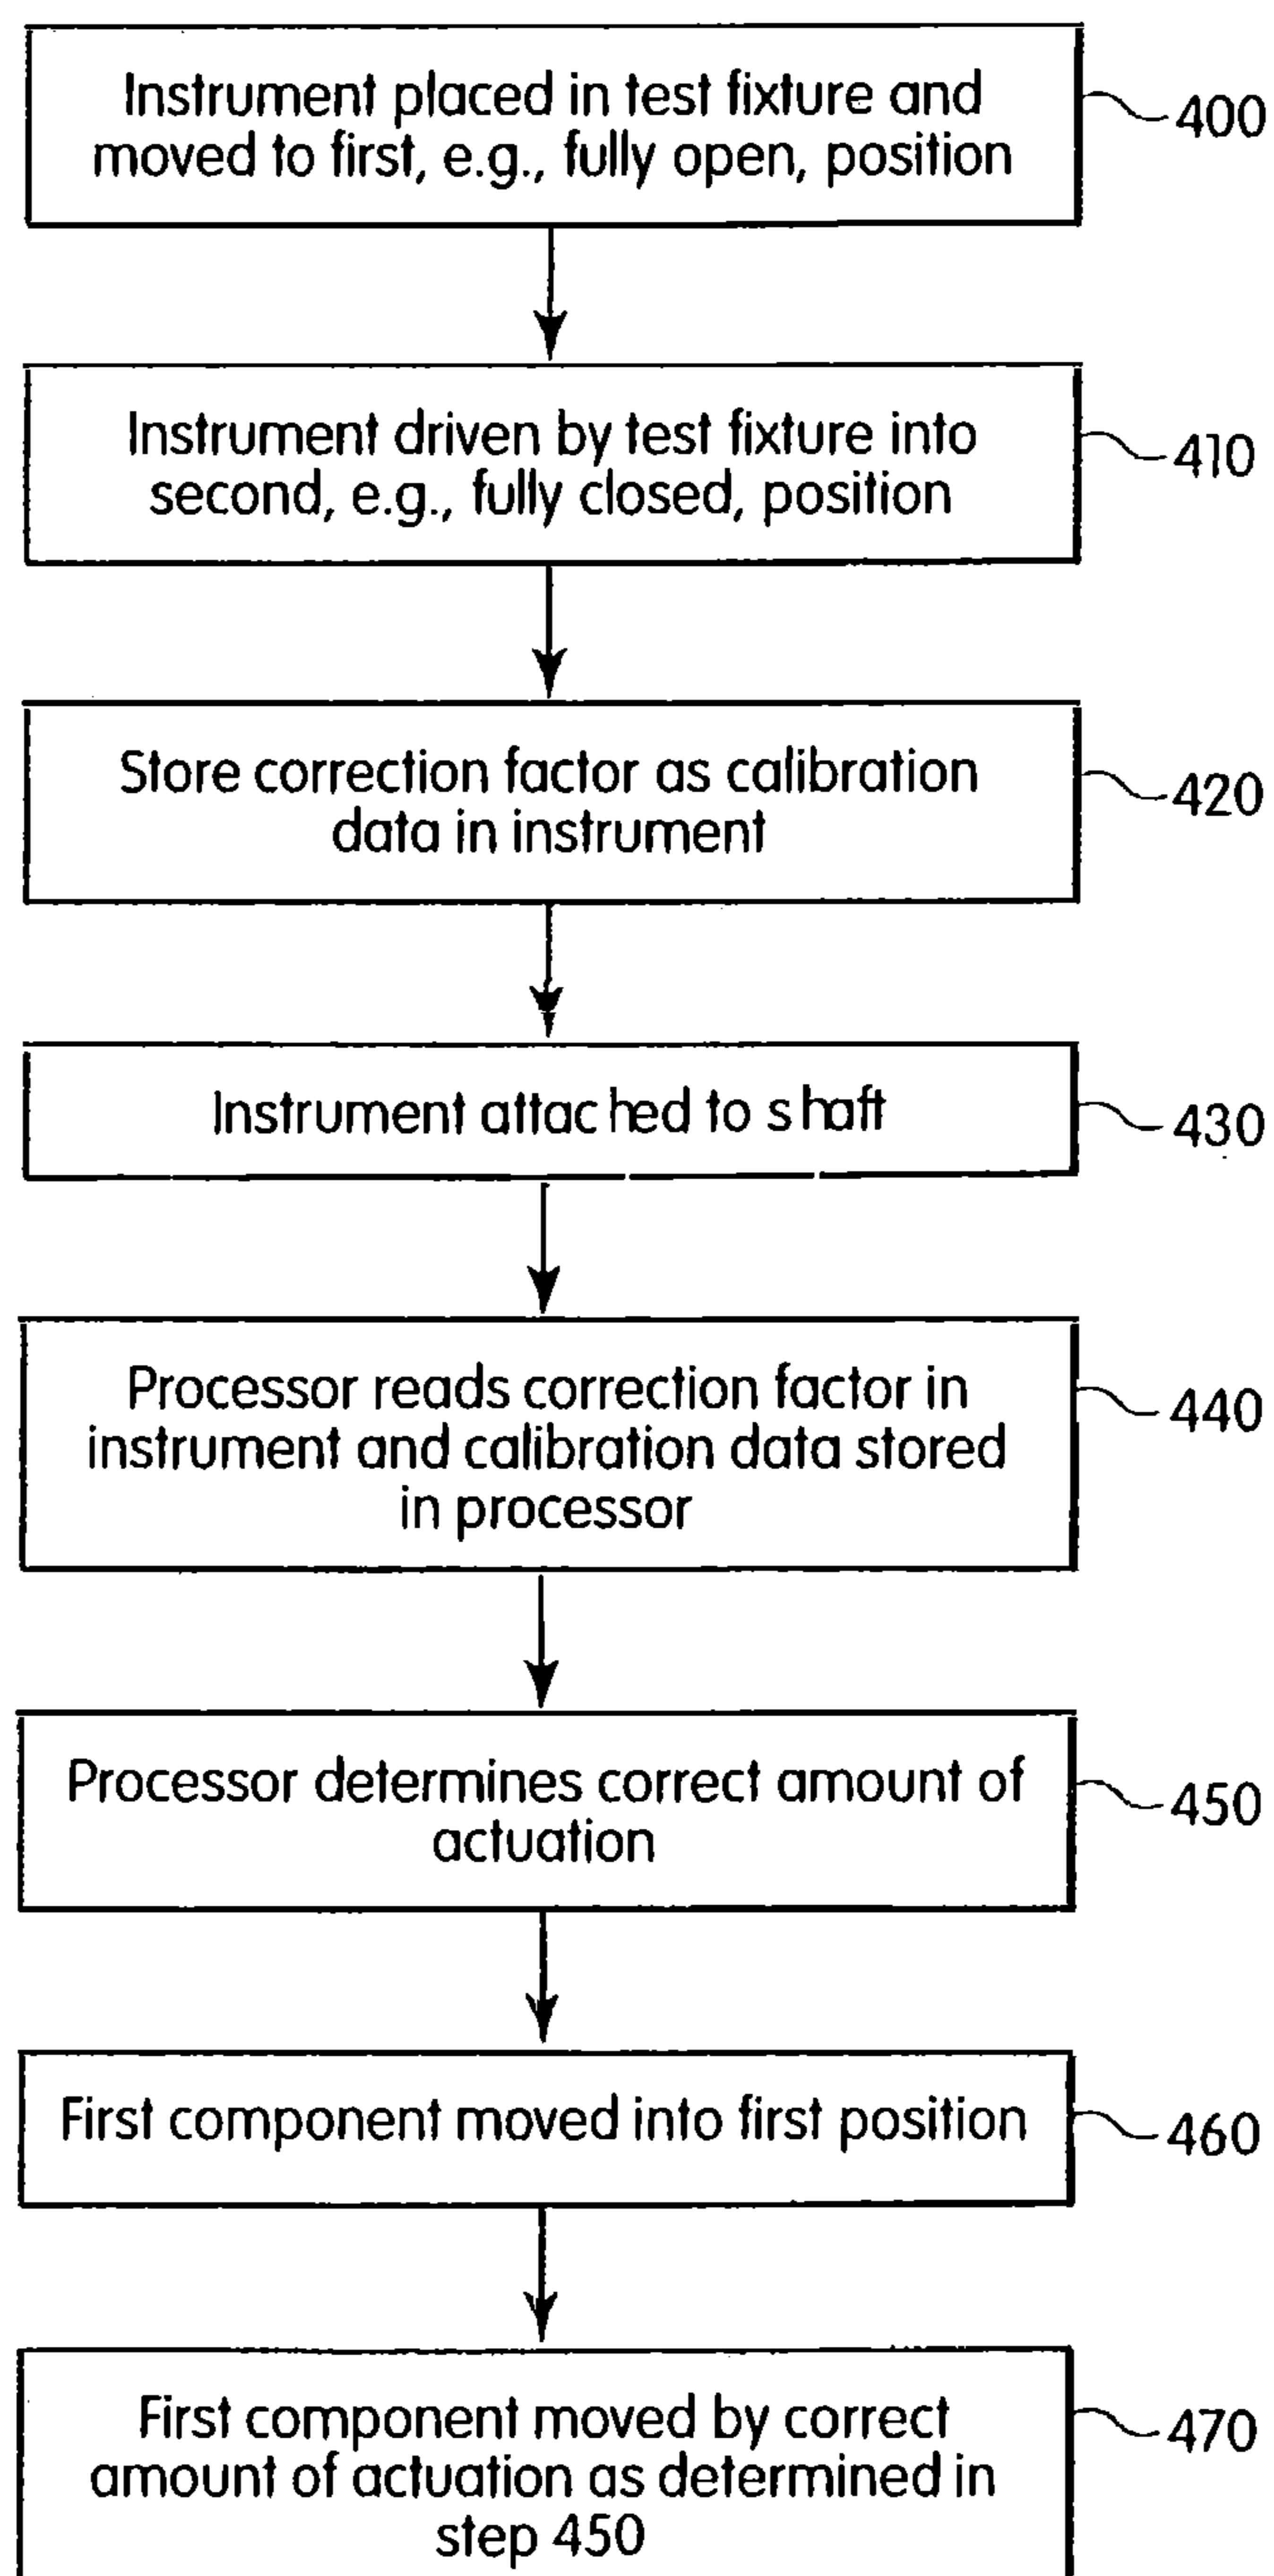 Instrument placed in test fixture and
moved to first, e.g., fully open, position
400
Instrument driven by test fixture into
second, e.g., fully closed, position
410
Store correction factor as calibration
data in instrument
420
Instrument attached to shaft
430
Processor reads correction factor in
instrument and calibration data stored
in processor
440
Processor determines correct amount of
actuation
450
First component moved into first position
460
First component moved by correct
amount of actuation as determined in
step 450
470